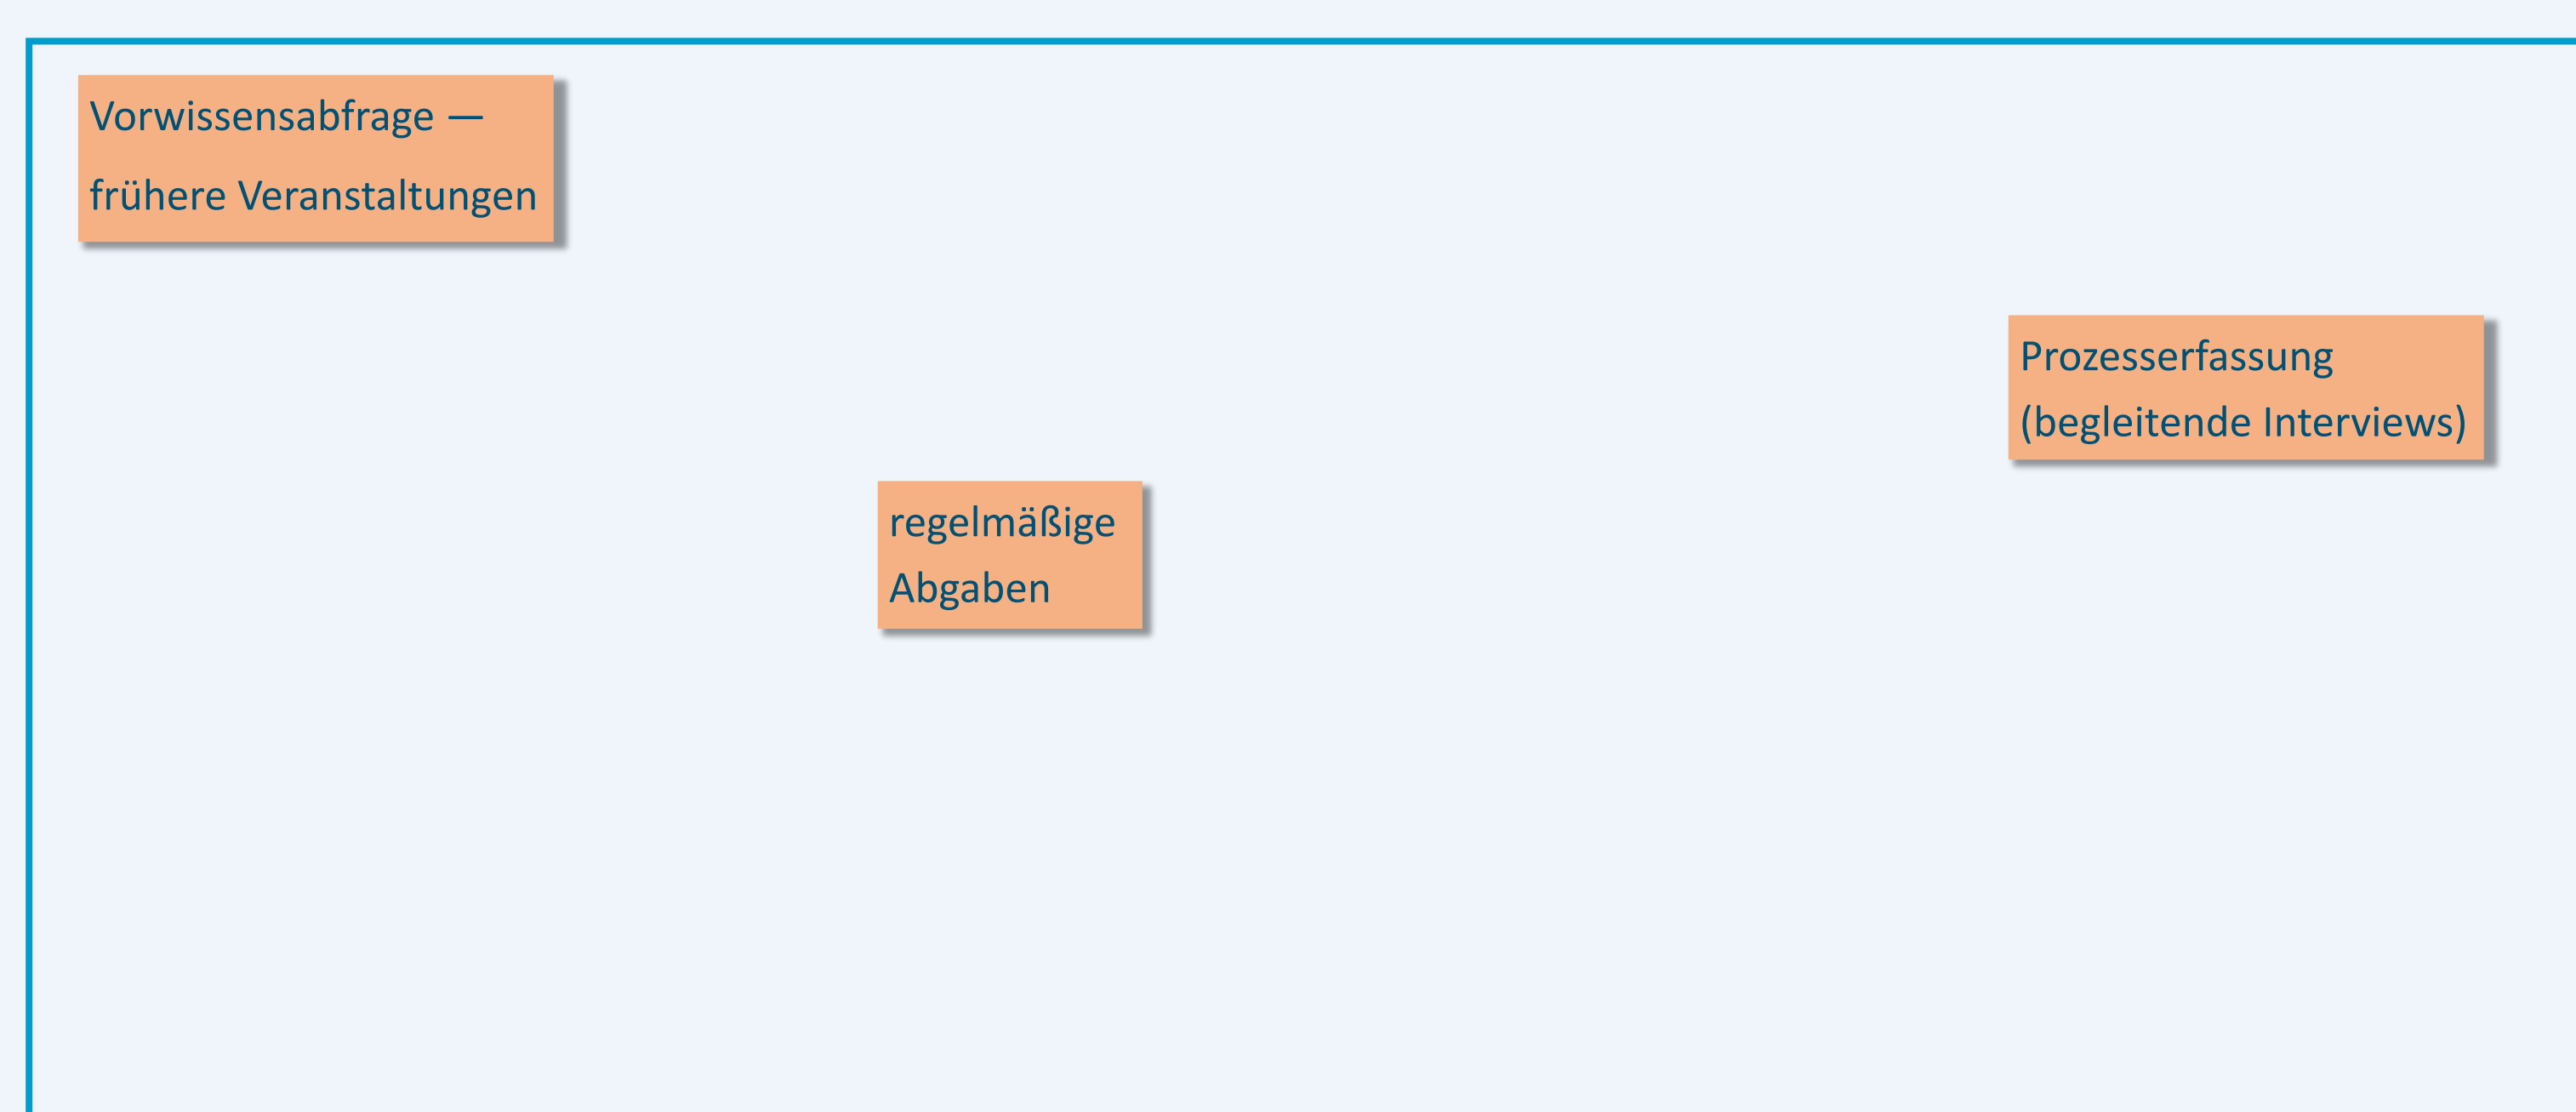 Vorwissensabfrage —
frühere Veranstaltungen
Prozesserfassung
(begleitende Interviews)
regelmäßige
Abgaben